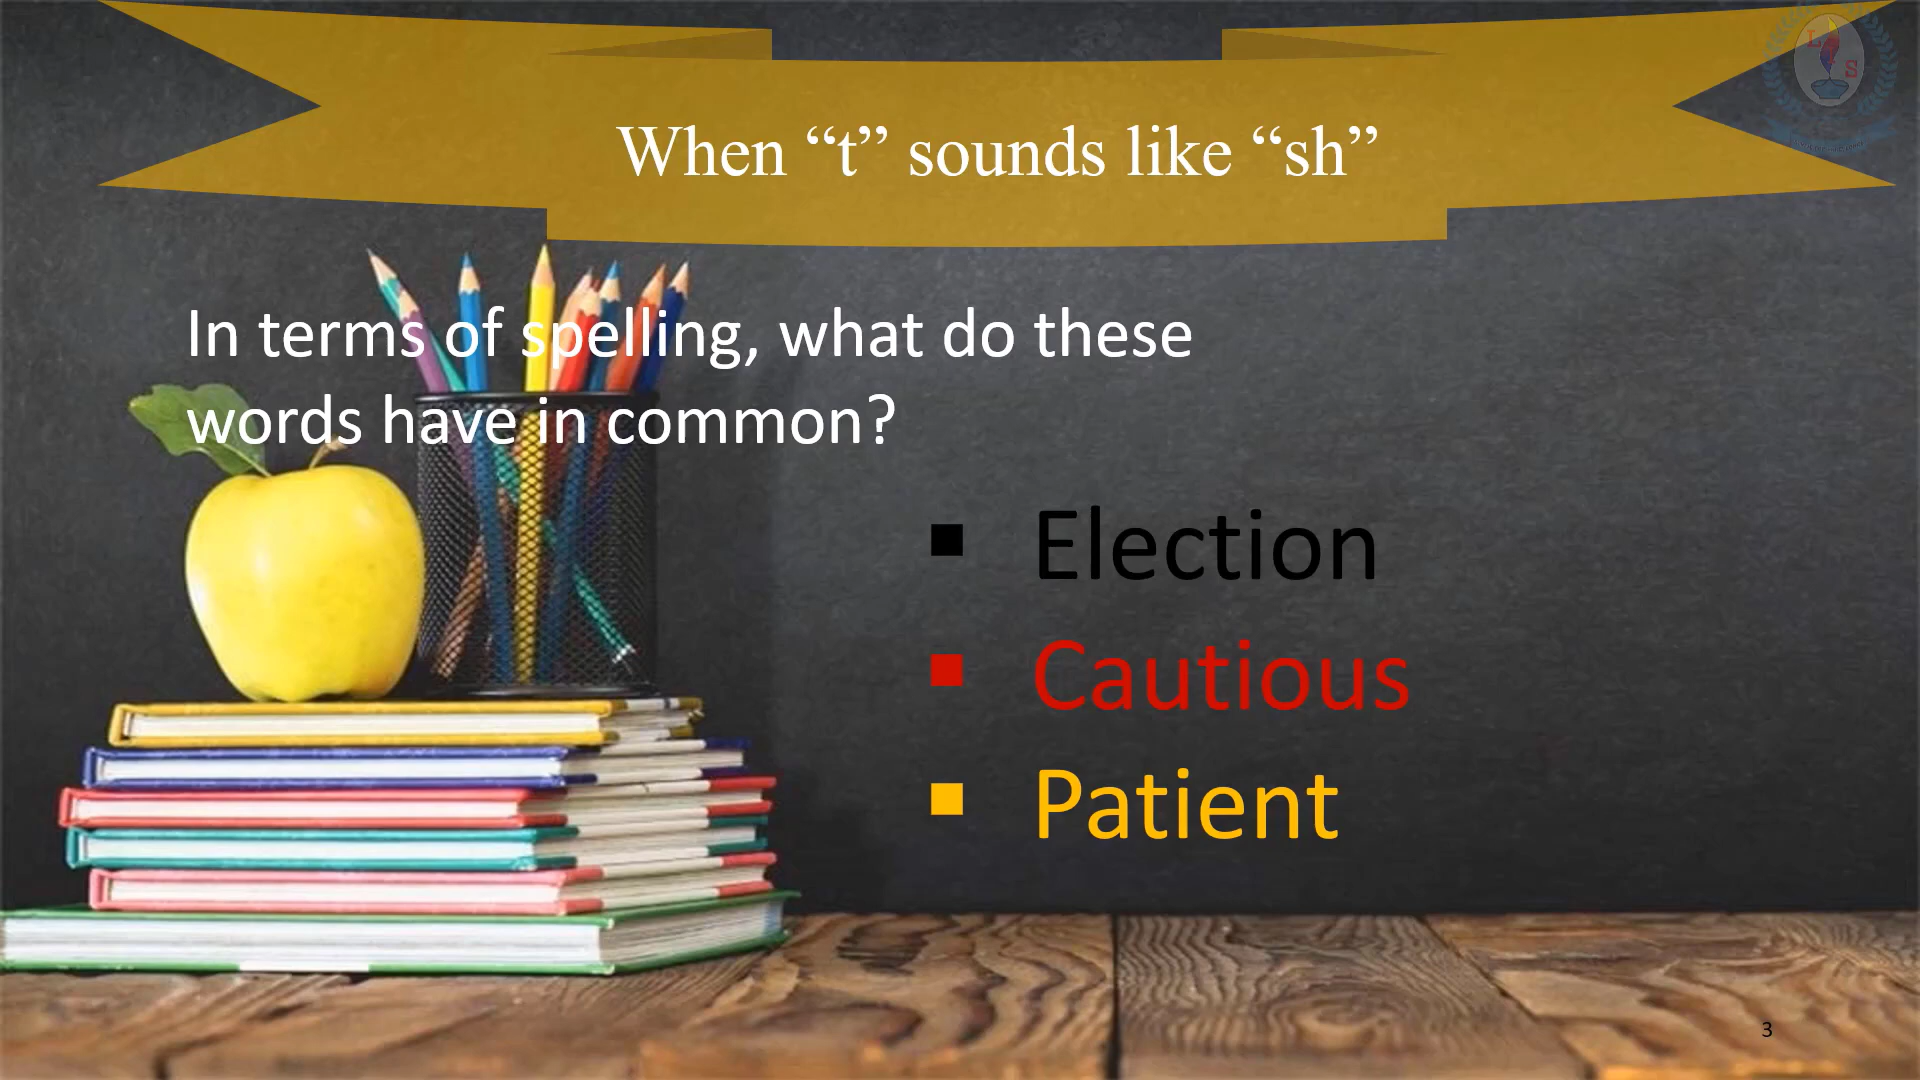 When “t” sounds like “sh”
In terms of spelling, what do these
words have in common?
▪ Election
▪ Cautious
▪ Patient
L
S
3